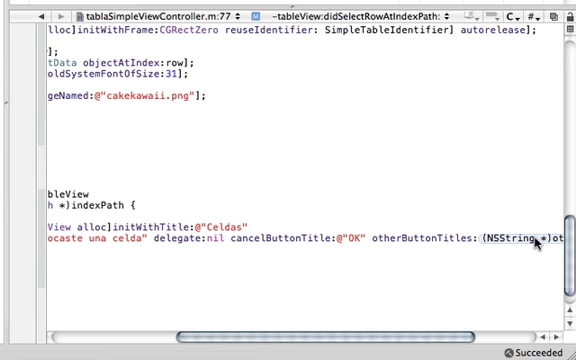 tablaSimpleViewController.m:77 -tableView:didSelectRowAtIndexPath: C #
lloc]initWithFrame:CGRectZero reuseIdentifier: SimpleTableIdentifier] autorelease];
];
tData objectAtIndex:row];
oldSystemFontOfSize:31];
geNamed:@"cakekawaii.png"];
bleView
h *)indexPath {
View alloc]initWithTitle:@"Celdas"
ocaste una celda" delegate:nil cancelButtonTitle:@"OK" otherButtonTitles:(NSString *)ot
Succeeded